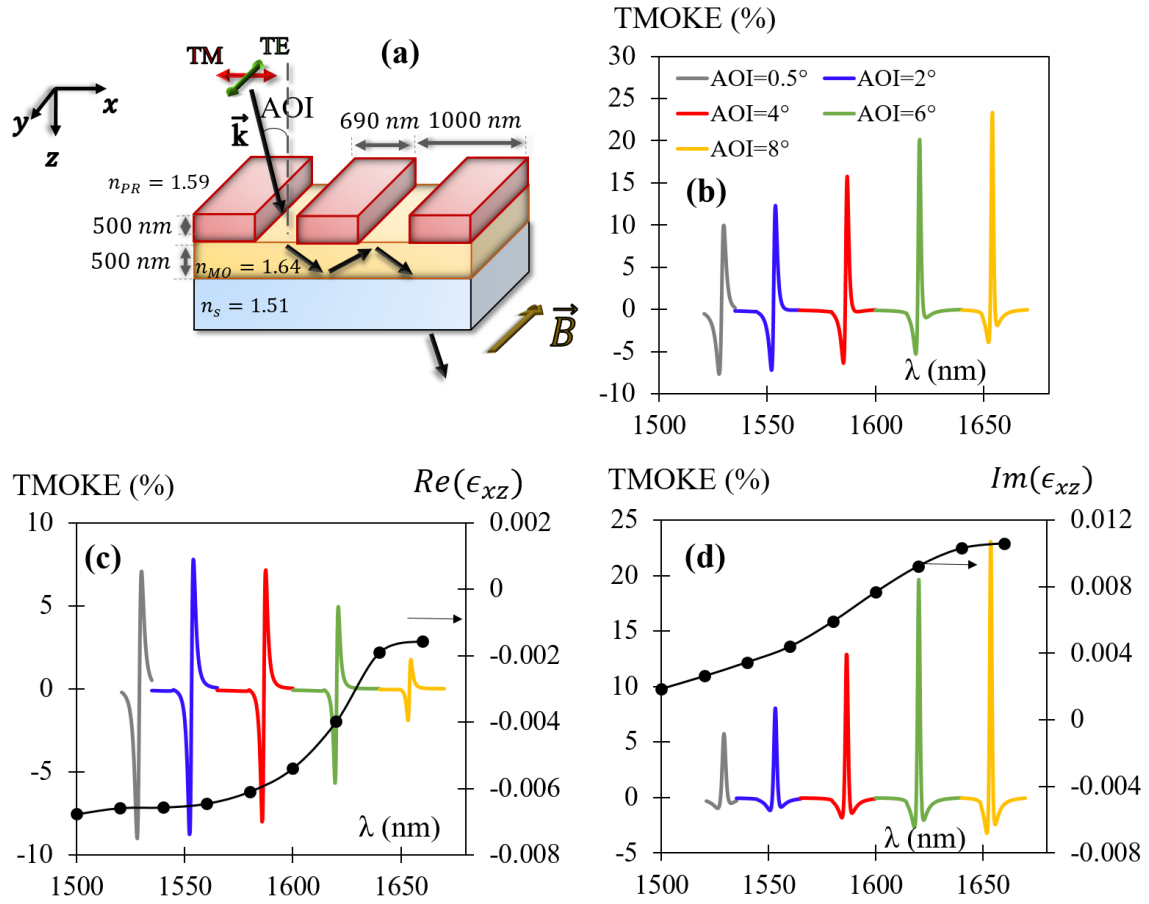 (a)
TE
TM
AOI
k
x
y
z
690 nm
1000 nm
n_PR = 1.59
500 nm
500 nm
n_MO = 1.64
n_s = 1.51
B
TMOKE (%)
30
25
20
15
10
5
0
-5
-10
AOI=0.5°
AOI=2°
AOI=4°
AOI=6°
AOI=8°
(b)
λ (nm)
1500
1550
1600
1650
TMOKE (%)
Re(ϵ_xz)
(c)
10
5
0
-5
-10
0.002
0
-0.002
-0.004
-0.006
-0.008
λ (nm)
1500
1550
1600
1650
TMOKE (%)
Im(ϵ_xz)
(d)
25
20
15
10
5
0
-5
0.012
0.008
0.004
0
-0.004
-0.008
λ (nm)
1500
1550
1600
1650